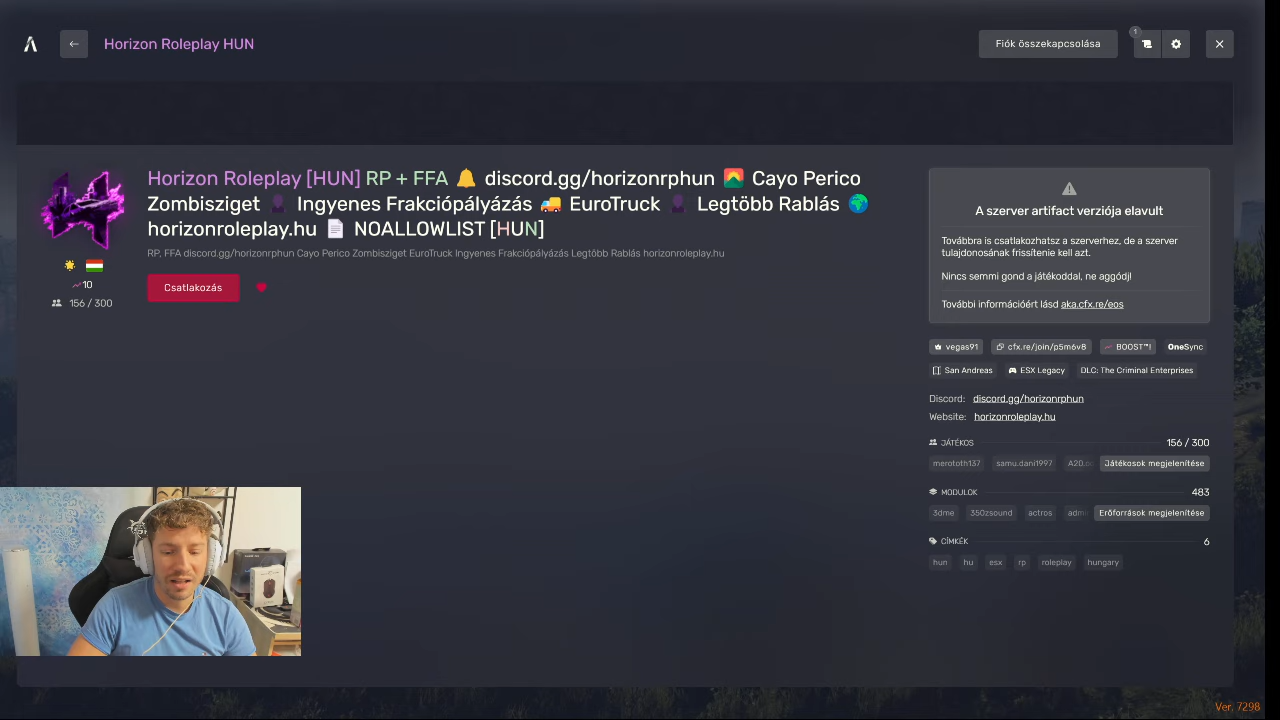 Horizon Roleplay HUN
Fiók összekapcsolása
1
Horizon Roleplay [HUN] RP + FFA 🔔 discord.gg/horizonrphun 🌄 Cayo Perico
Zombisziget 👤 Ingyenes Frakciópályázás 🚚 EuroTruck 👤 Legtöbb Rablás 🌍
horizonroleplay.hu 📄 NOALLOWLIST [HUN]
RP, FFA discord.gg/horizonrphun Cayo Perico Zombisziget EuroTruck Ingyenes Frakciópályázás Legtöbb Rablás horizonroleplay.hu
10
156 / 300
Csatlakozás
A szerver artifact verziója elavult
Továbbra is csatlakozhatsz a szerverhez, de a szerver
tulajdonosának frissítenie kell azt.
Nincs semmi gond a játékoddal, ne aggódj!
További információért lásd aka.cfx.re/eos
vegas91 cfx.re/join/p5m6v8 BOOST™! OneSync
San Andreas ESX Legacy DLC: The Criminal Enterprises
Discord: discord.gg/horizonrphun
Website: horizonroleplay.hu
JÁTÉKOS 156 / 300
merototh137 samu.dani1997 Játékosok megjelenítése
MODULOK 483
3dme 350zsound actros Erőforrások megjelenítése
CÍMKÉK 6
hun hu esx rp roleplay hungary
Ver. 7298